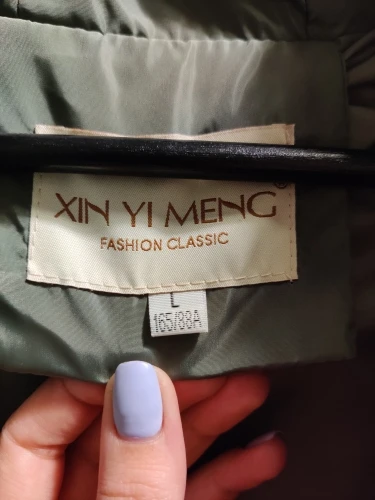 XIN YI MENG
FASHION CLASSIC
L
165/88A